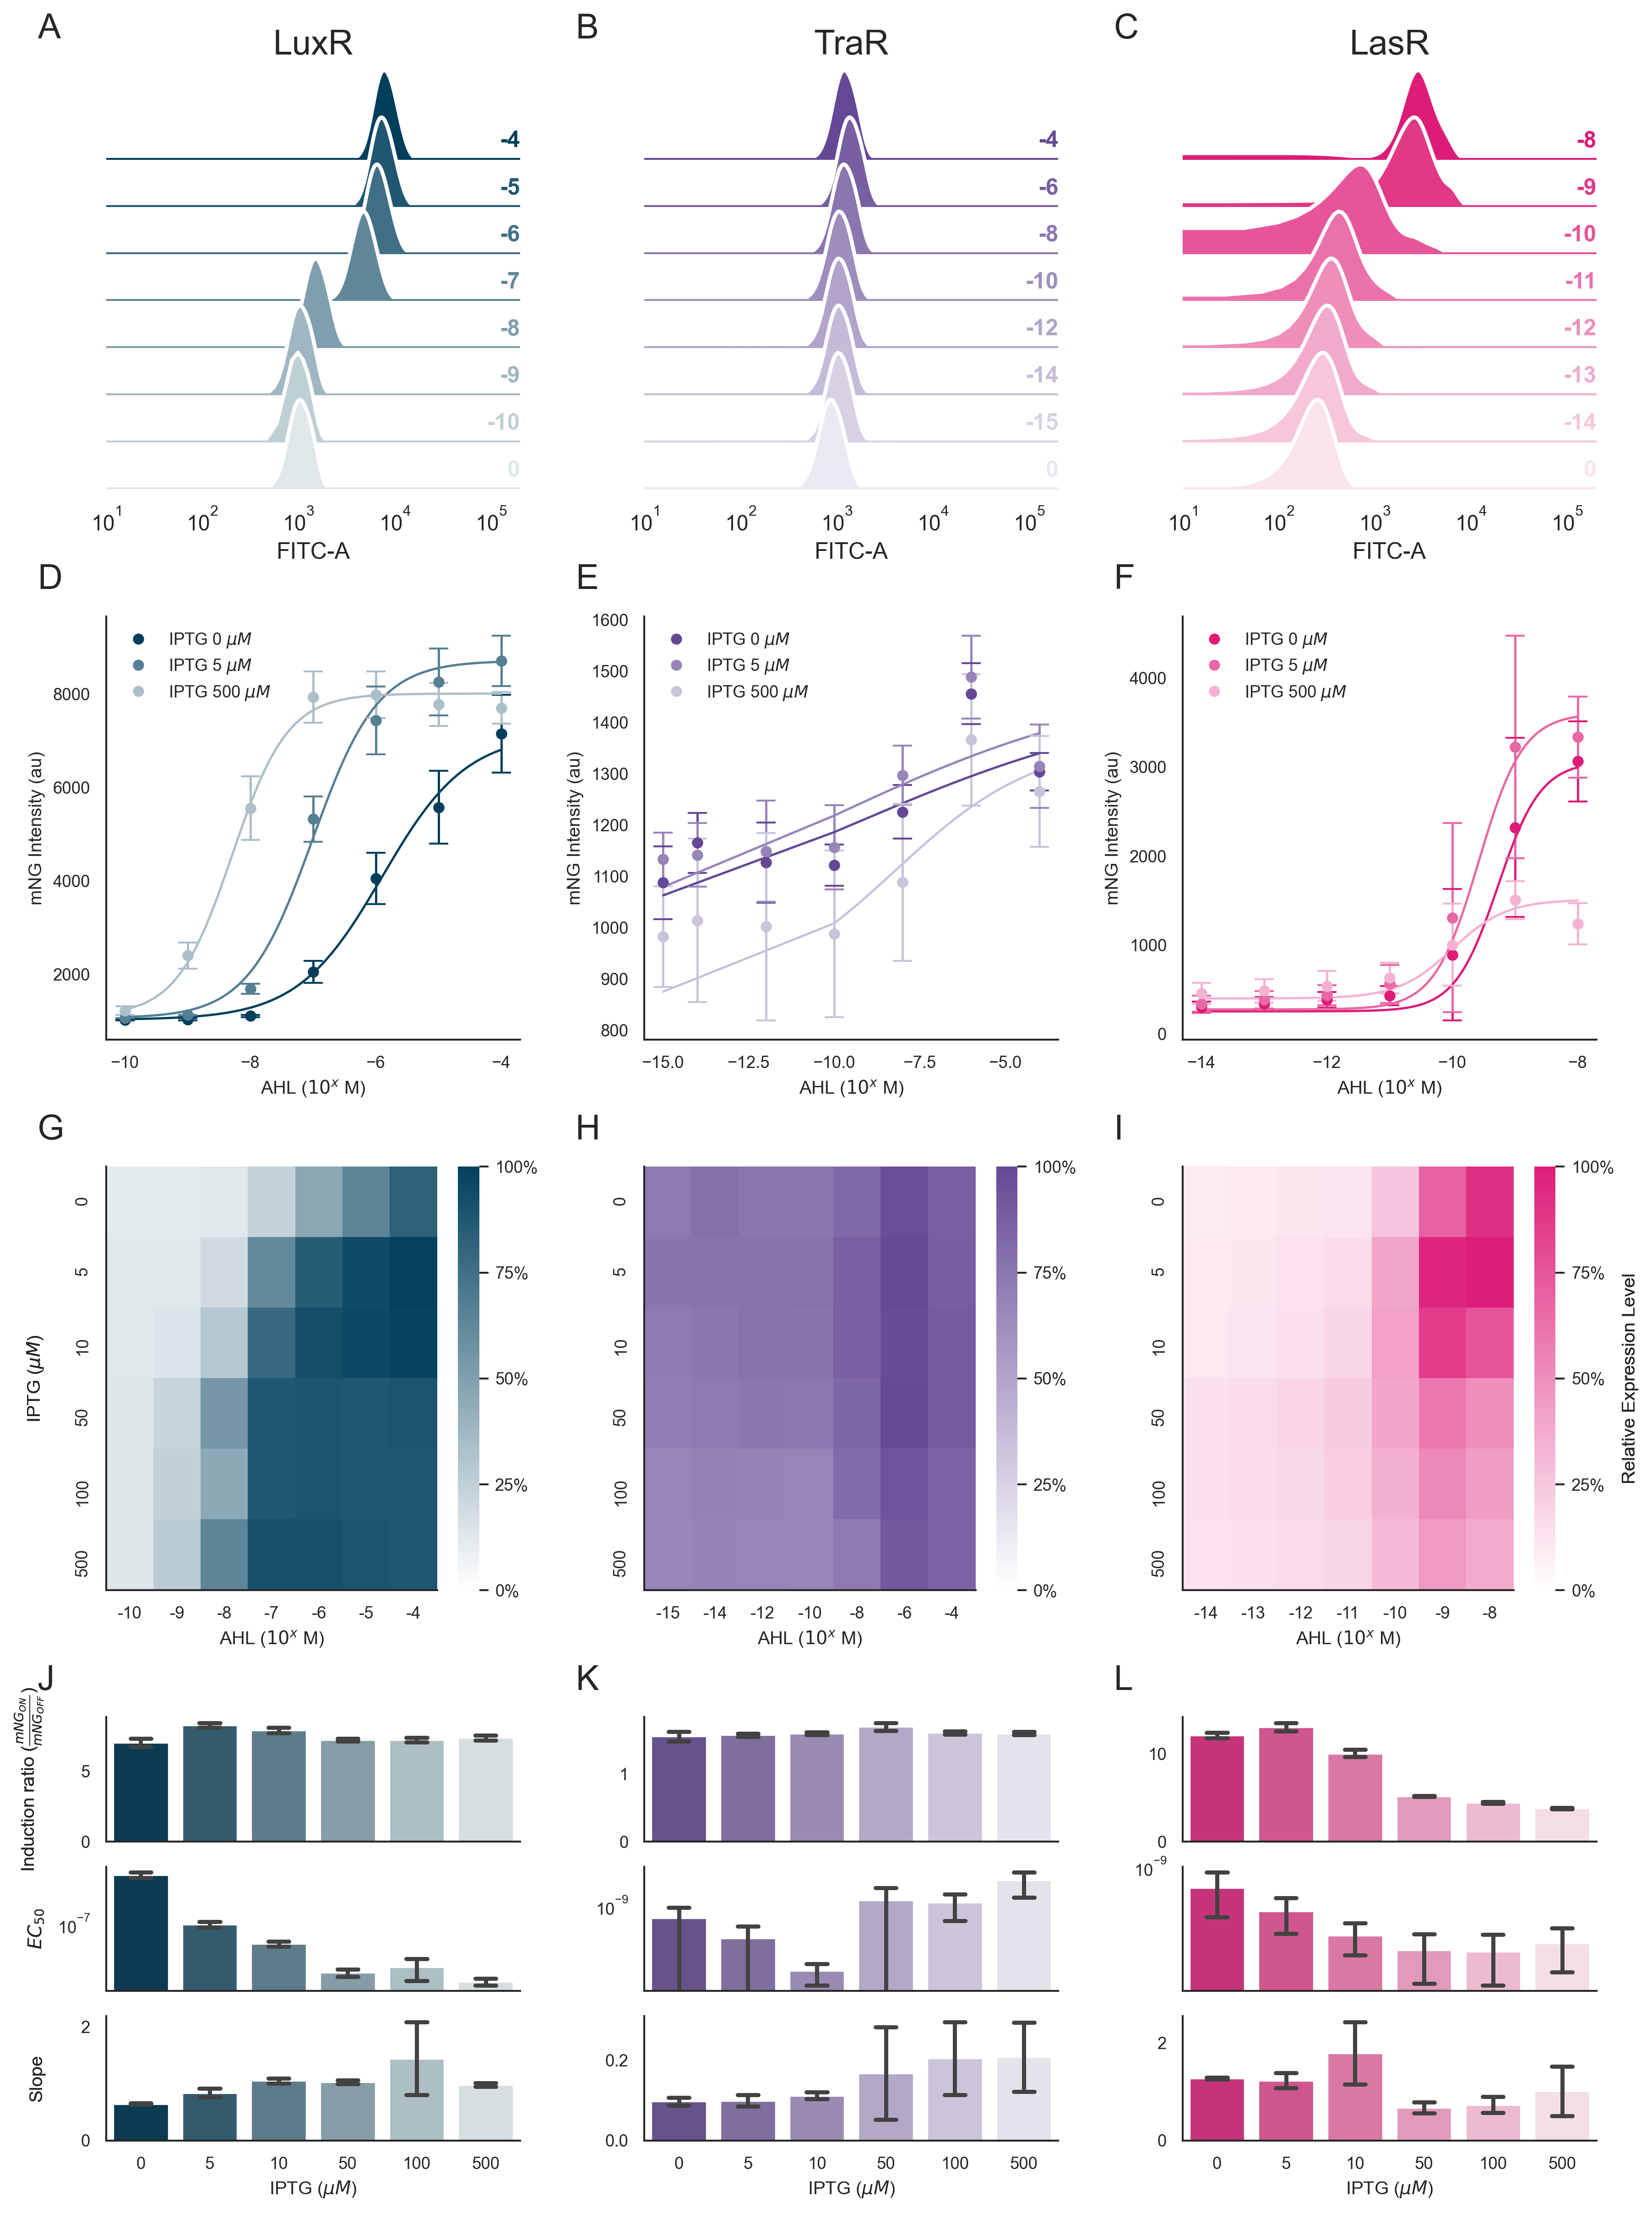 A
LuxR
-4
-5
-6
-7
-8
-9
-10
0
10¹ 10² 10³ 10⁴ 10⁵
FITC-A
B
TraR
-4
-6
-8
-10
-12
-14
-15
0
10¹ 10² 10³ 10⁴ 10⁵
FITC-A
C
LasR
-8
-9
-10
-11
-12
-13
-14
0
10¹ 10² 10³ 10⁴ 10⁵
FITC-A
D
IPTG 0 μM
IPTG 5 μM
IPTG 500 μM
mNG Intensity (au)
8000
6000
4000
2000
−10 −8 −6 −4
AHL (10ˣ M)
E
IPTG 0 μM
IPTG 5 μM
IPTG 500 μM
mNG Intensity (au)
1600
1500
1400
1300
1200
1100
1000
900
800
−15.0 −12.5 −10.0 −7.5 −5.0
AHL (10ˣ M)
F
IPTG 0 μM
IPTG 5 μM
IPTG 500 μM
mNG Intensity (au)
4000
3000
2000
1000
0
−14 −12 −10 −8
AHL (10ˣ M)
G
IPTG (μM)
0
5
10
50
100
500
-10 -9 -8 -7 -6 -5 -4
AHL (10ˣ M)
100%
75%
50%
25%
0%
H
0
5
10
50
100
500
-15 -14 -12 -10 -8 -6 -4
AHL (10ˣ M)
100%
75%
50%
25%
0%
I
0
5
10
50
100
500
-14 -13 -12 -11 -10 -9 -8
AHL (10ˣ M)
100%
75%
50%
25%
0%
Relative Expression Level
J
Induction ratio (mNG_ON/mNG_OFF)
5
0
EC₅₀
10⁻⁷
Slope
2
0
0 5 10 50 100 500
IPTG (μM)
K
1
0
10⁻⁹
0.2
0.0
0 5 10 50 100 500
IPTG (μM)
L
10
0
10⁻⁹
2
0
0 5 10 50 100 500
IPTG (μM)